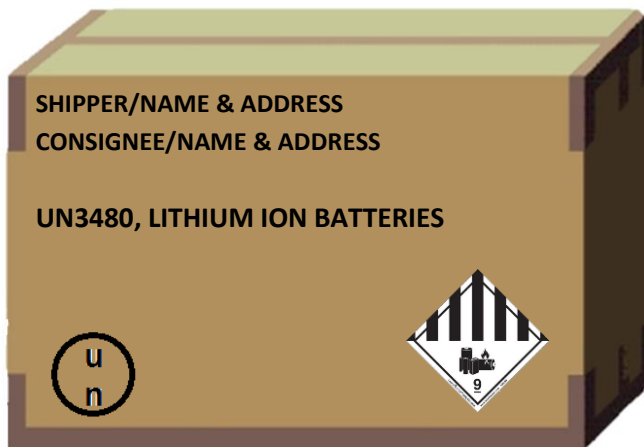 SHIPPER/NAME & ADDRESS
CONSIGNEE/NAME & ADDRESS
UN3480, LITHIUM ION BATTERIES
u
n
9